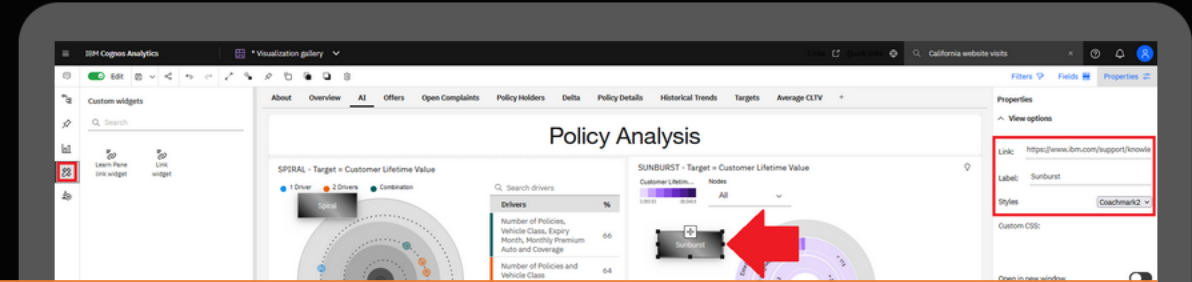 IBM Cognos Analytics
* Visualization gallery
California website visits
Edit
Filters
Fields
Properties
Custom widgets
Search
Learn Pane
link widget
Link
widget
About Overview AI Offers Open Complaints Policy Holders Delta Policy Details Historical Trends Targets Average CLTV +
Policy Analysis
SPIRAL - Target = Customer Lifetime Value
1 Driver 2 Drivers Combination
Spiral
Search drivers
Drivers %
Number of Policies,
Vehicle Class, Expiry
Month, Monthly Premium
Auto and Coverage
66
Number of Policies and
Vehicle Class
64
SUNBURST - Target = Customer Lifetime Value
Customer Lifetim...
Nodes
All
Sunburst
Properties
View options
Link: https://www.ibm.com/support/knowle
Label: Sunburst
Styles Coachmark2
Custom CSS:
Open in new window